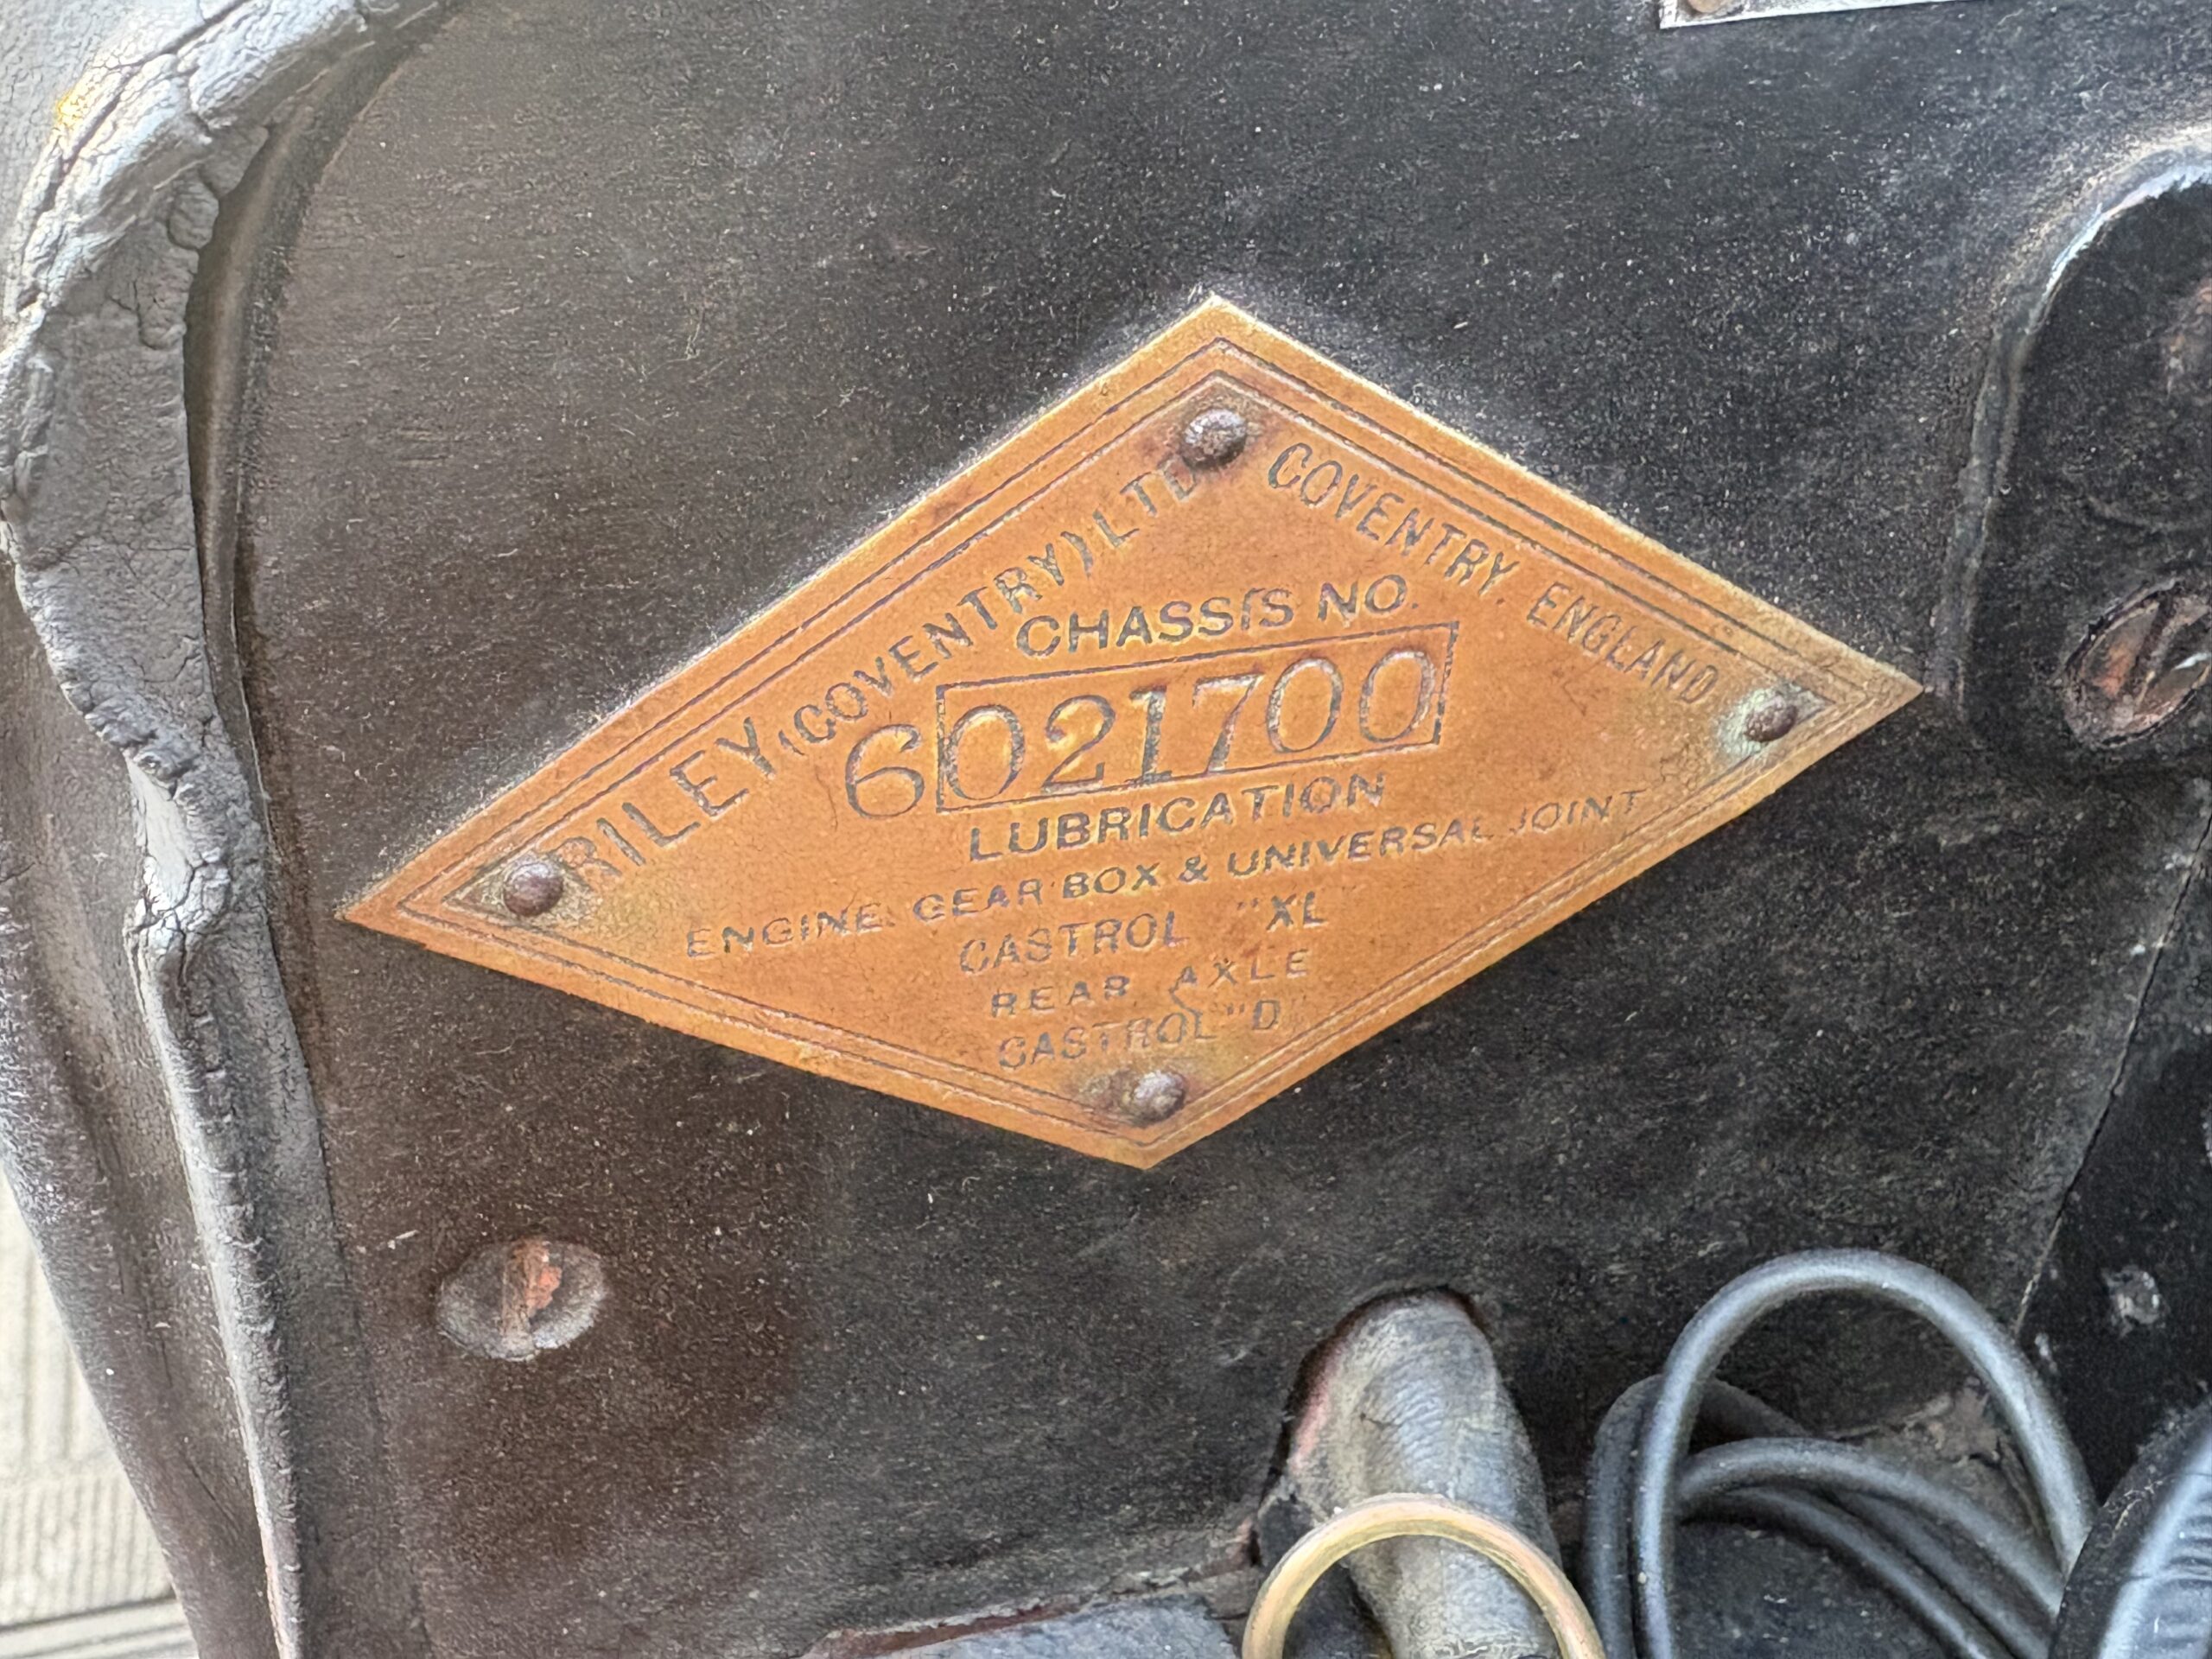 RILEY (COVENTRY) LTD COVENTRY. ENGLAND
CHASSIS NO.
6021700
LUBRICATION
ENGINE. GEAR BOX & UNIVERSAL JOINT
CASTROL "XL"
REAR AXLE
CASTROL "D"